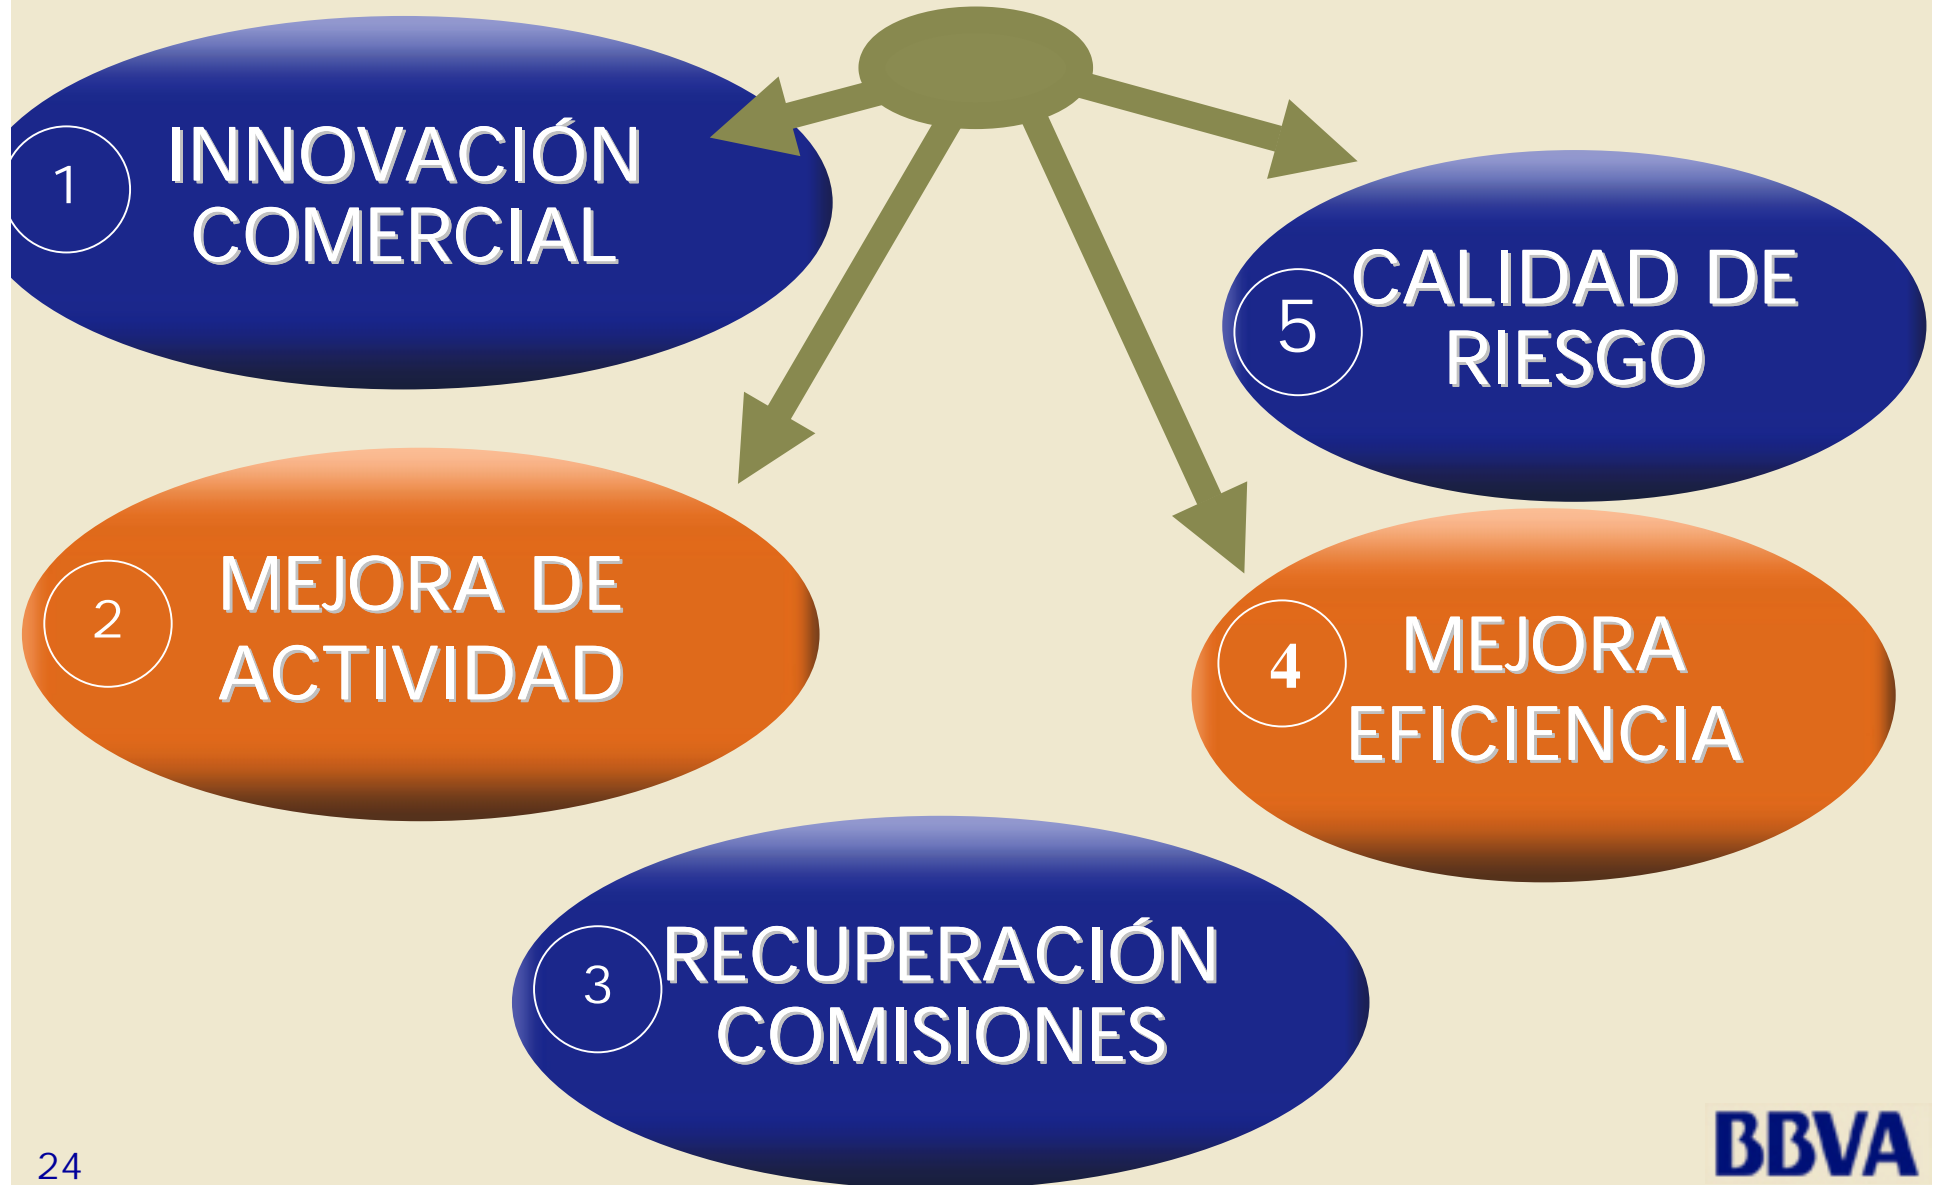 1
INNOVACIÓN
COMERCIAL
2
MEJORA DE
ACTIVIDAD
3
RECUPERACIÓN
COMISIONES
4
MEJORA
EFICIENCIA
5
CALIDAD DE
RIESGO
24
BBVA